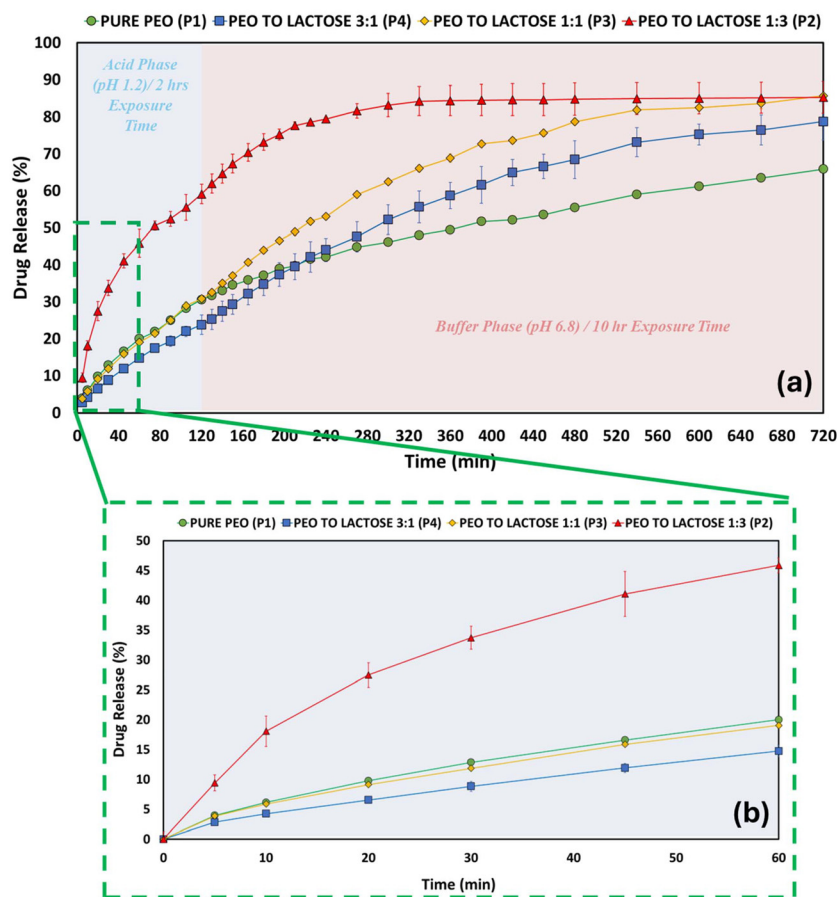 PURE PEO (P1) PEO TO LACTOSE 3:1 (P4) PEO TO LACTOSE 1:1 (P3) PEO TO LACTOSE 1:3 (P2)
100
90
80
70
60
50
40
30
20
10
0
Drug Release (%)
Acid Phase
(pH 1.2)/ 2 hrs
Exposure
Time
Buffer Phase (pH 6.8) / 10 hr Exposure Time
(a)
0 40 80 120 160 200 240 280 320 360 400 440 480 520 560 600 640 680 720
Time (min)
PURE PEO (P1) PEO TO LACTOSE 3:1 (P4) PEO TO LACTOSE 1:1 (P3) PEO TO LACTOSE 1:3 (P2)
50
45
40
35
30
25
20
15
10
5
0
Drug Release (%)
(b)
0 10 20 30 40 50 60
Time (min)